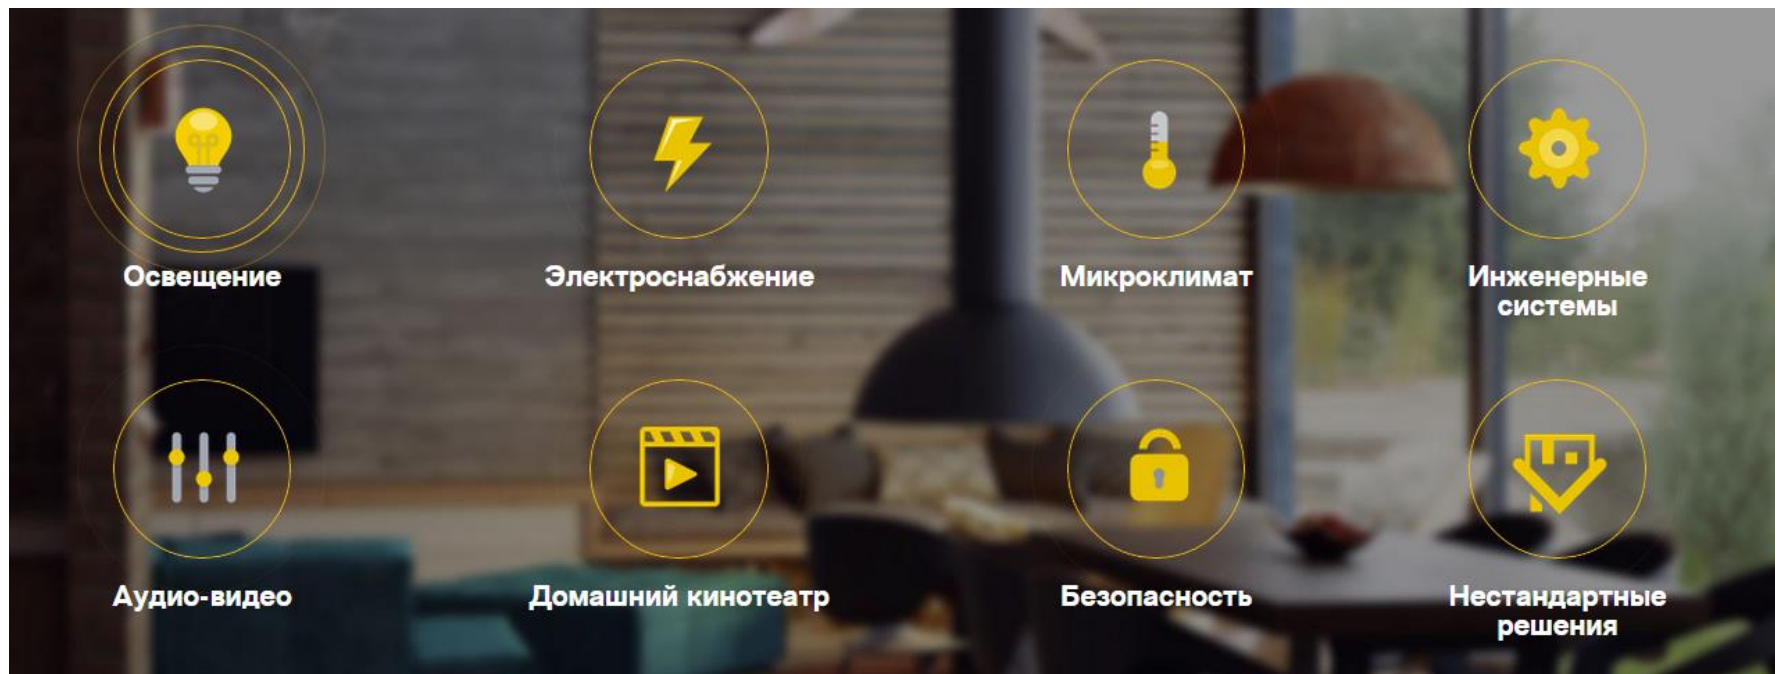 Освещение
Электроснабжение
Микроклимат
Инженерные
системы
Аудио-видео
Домашний кинотеатр
Безопасность
Нестандартные
решения